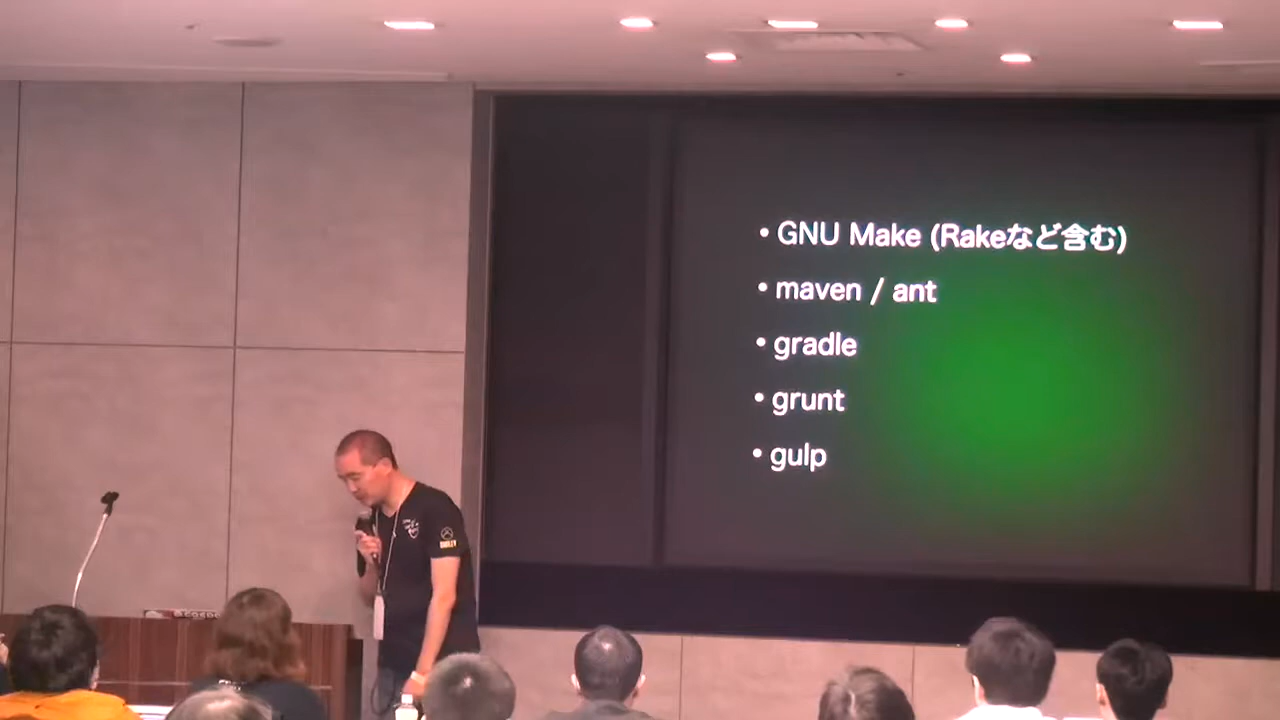 • GNU Make (Rakeなど含む)
• maven / ant
• gradle
• grunt
• gulp